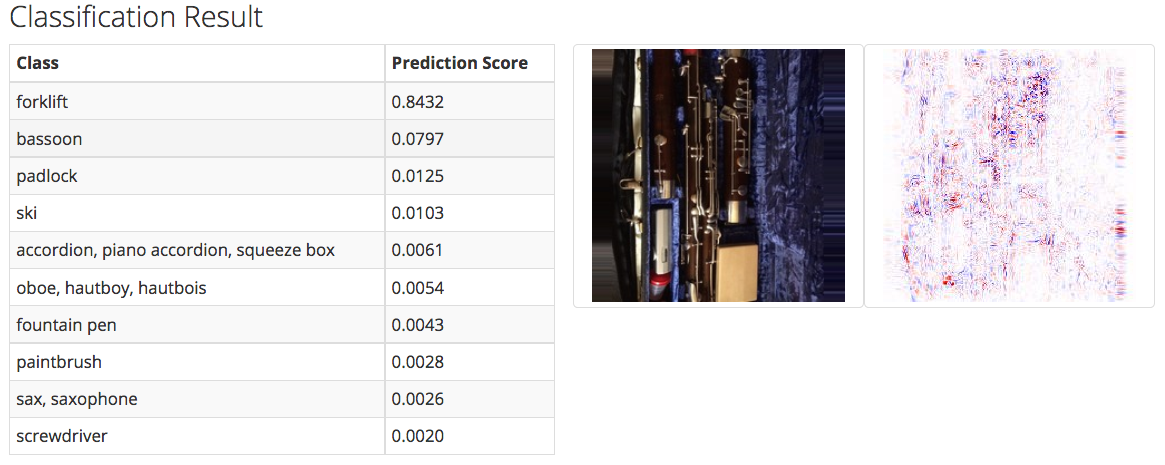 Classification Result
Class Prediction Score
forklift 0.8432
bassoon 0.0797
padlock 0.0125
ski 0.0103
accordion, piano accordion, squeeze box 0.0061
oboe, hautboy, hautbois 0.0054
fountain pen 0.0043
paintbrush 0.0028
sax, saxophone 0.0026
screwdriver 0.0020